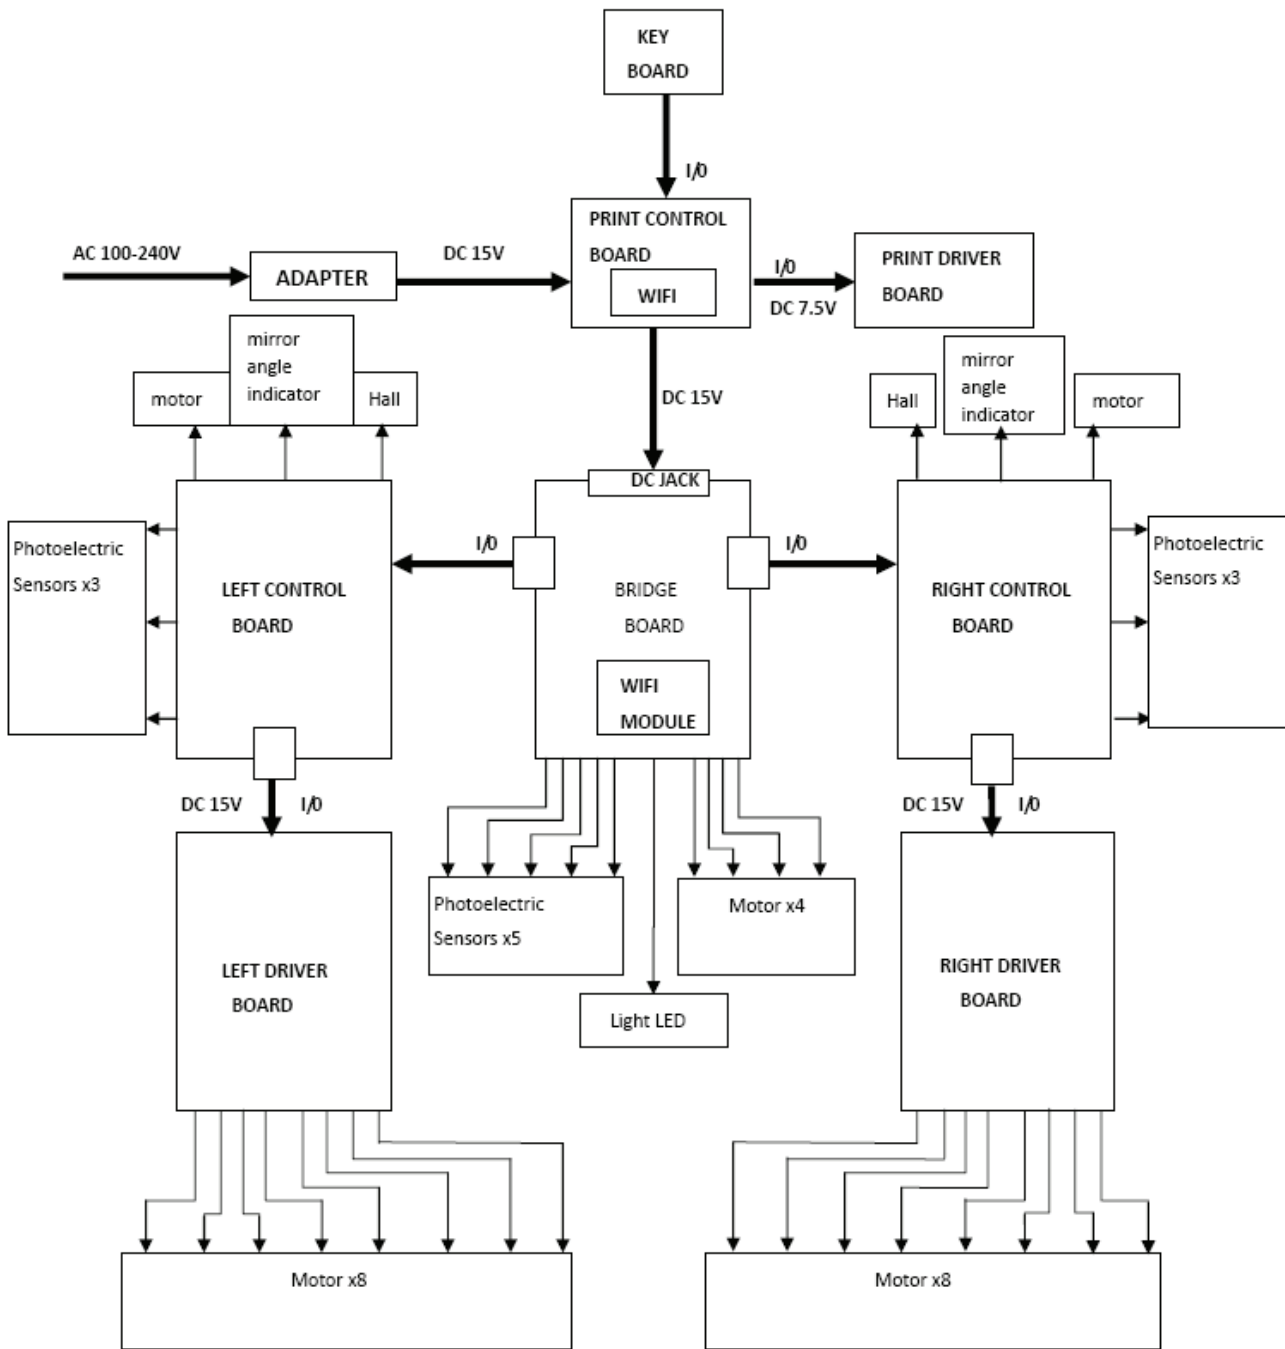 KEY
BOARD
I/0
PRINT CONTROL
BOARD
WIFI
AC 100-240V
ADAPTER
DC 15V
I/0
DC 7.5V
PRINT DRIVER
BOARD
mirror
angle
indicator
motor
Hall
DC 15V
Hall
mirror
angle
indicator
motor
DC JACK
Photoelectric
Sensors x3
LEFT CONTROL
BOARD
I/0
BRIDGE
BOARD
WIFI
MODULE
I/0
RIGHT CONTROL
BOARD
Photoelectric
Sensors x3
DC 15V
I/0
DC 15V
I/0
LEFT DRIVER
BOARD
Photoelectric
Sensors x5
Motor x4
Light LED
RIGHT DRIVER
BOARD
Motor x8
Motor x8